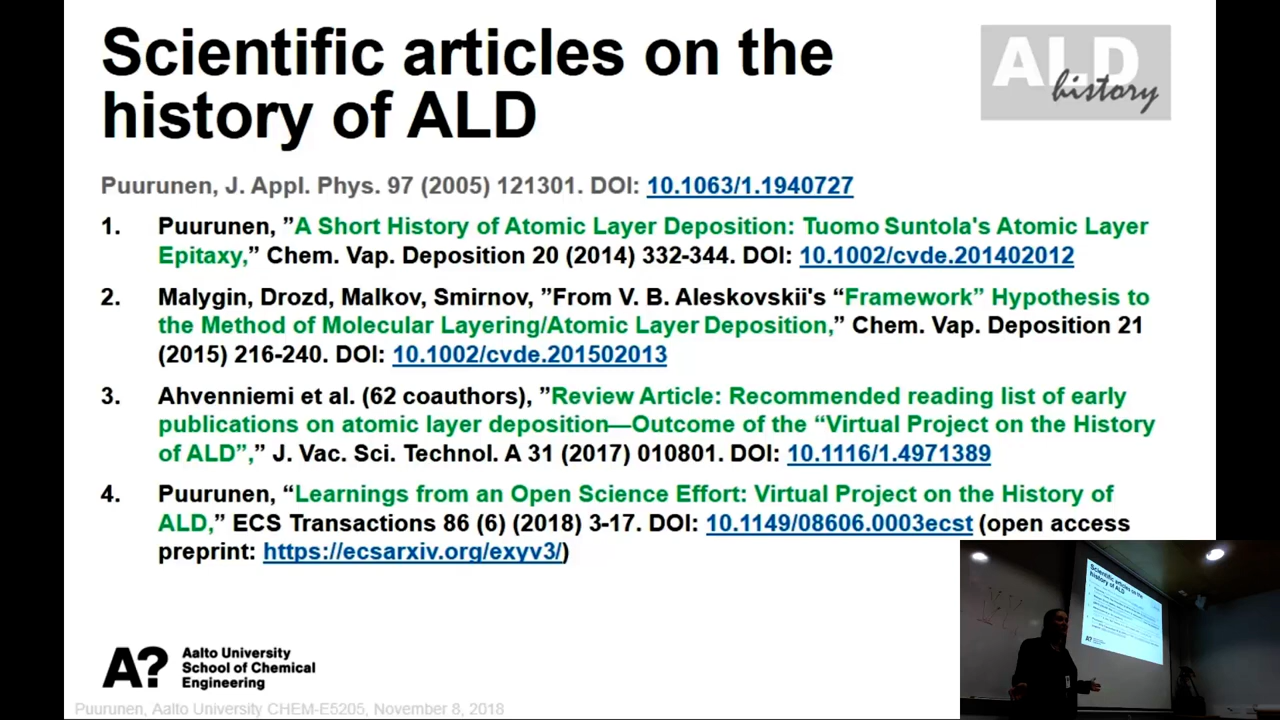 Scientific articles on the
history of ALD
ALD
history
Puurunen, J. Appl. Phys. 97 (2005) 121301. DOI: 10.1063/1.1940727
1. Puurunen, ”A Short History of Atomic Layer Deposition: Tuomo Suntola's Atomic Layer
Epitaxy,” Chem. Vap. Deposition 20 (2014) 332-344. DOI: 10.1002/cvde.201402012
2. Malygin, Drozd, Malkov, Smirnov, ”From V. B. Aleskovskii's “Framework” Hypothesis to
the Method of Molecular Layering/Atomic Layer Deposition,” Chem. Vap. Deposition 21
(2015) 216-240. DOI: 10.1002/cvde.201502013
3. Ahvenniemi et al. (62 coauthors), ”Review Article: Recommended reading list of early
publications on atomic layer deposition—Outcome of the “Virtual Project on the History
of ALD”,” J. Vac. Sci. Technol. A 31 (2017) 010801. DOI: 10.1116/1.4971389
4. Puurunen, “Learnings from an Open Science Effort: Virtual Project on the History of
ALD,” ECS Transactions 86 (6) (2018) 3-17. DOI: 10.1149/08606.0003ecst (open access
preprint: https://ecsarxiv.org/exyv3/)
A?
Aalto University
School of Chemical
Engineering
Puurunen, Aalto University CHEM-E5205, November 8, 2018
Scientific articles on the
history of ALD